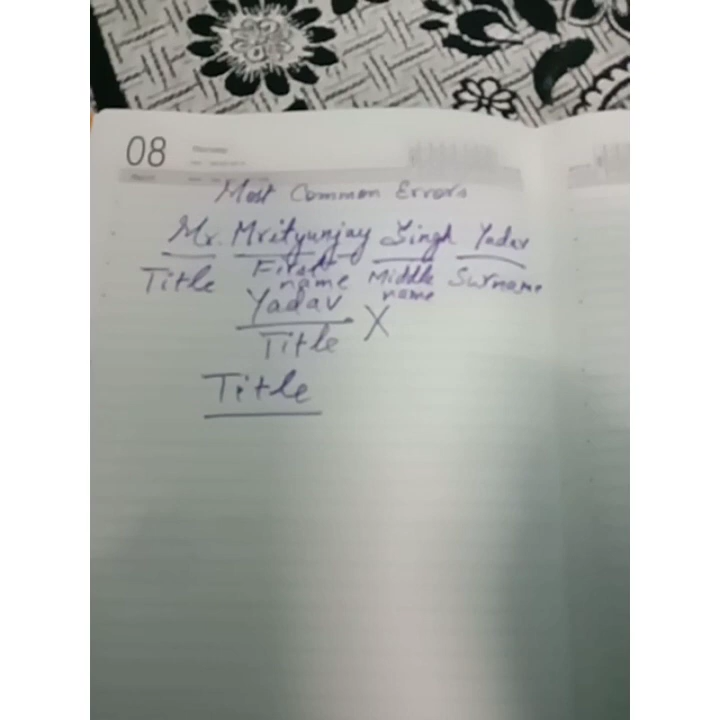 08
Most Common Errors
Mr. Mrityunjay Singh Yadav
Title First name Middle name Surname
Yadav X
Title
Title